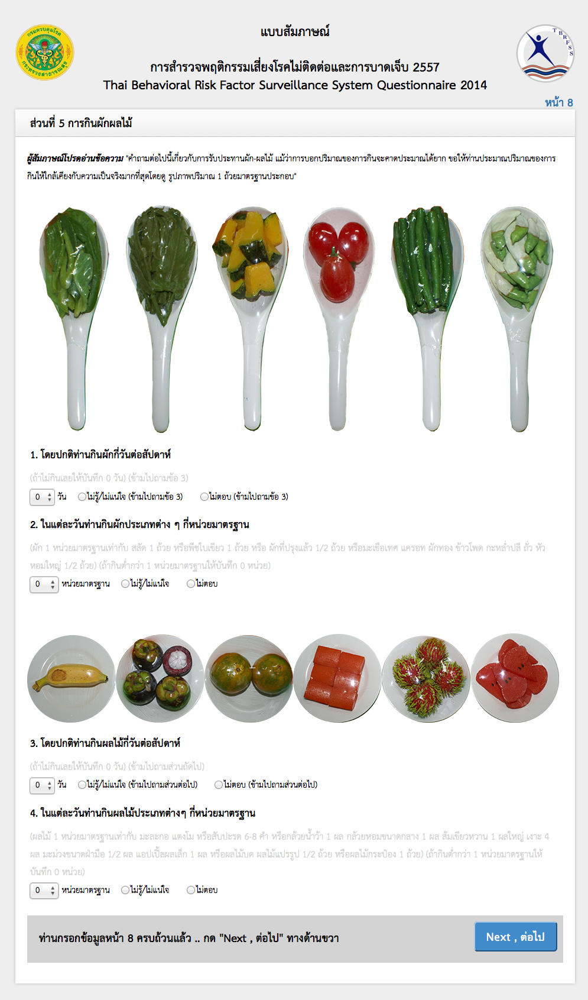 กรมควบคุมโรค
กระทรวงสาธารณสุข
TBRFSS
แบบสัมภาษณ์
การสำรวจพฤติกรรมเสี่ยงโรคไม่ติดต่อและการบาดเจ็บ 2557
Thai Behavioral Risk Factor Surveillance System Questionnaire 2014
หน้า 8
ส่วนที่ 5 การกินผักผลไม้
ผู้สัมภาษณ์โปรดอ่านข้อความ "คำถามต่อไปนี้เกี่ยวกับการรับประทานผัก-ผลไม้ แม้ว่าการบอกปริมาณของการกินจะคาดประมาณได้ยาก ขอให้ท่านประมาณปริมาณของการ
กินให้ใกล้เคียงกับความเป็นจริงมากที่สุดโดยดู รูปภาพปริมาณ 1 ถ้วยมาตรฐานประกอบ"
1. โดยปกติท่านกินผักกี่วันต่อสัปดาห์
(ถ้าไม่กินเลยให้บันทึก 0 วัน) (ข้ามไปถามข้อ 3)
0 วัน ไม่รู้/ไม่แน่ใจ (ข้ามไปถามข้อ 3) ไม่ตอบ (ข้ามไปถามข้อ 3)
2. ในแต่ละวันท่านกินผักประเภทต่าง ๆ กี่หน่วยมาตรฐาน
(ผัก 1 หน่วยมาตรฐานเท่ากับ สลัด 1 ถ้วย หรือพืชใบเขียว 1 ถ้วย หรือ ผักที่ปรุงแล้ว 1/2 ถ้วย หรือมะเขือเทศ แครอท ผักทอง ข้าวโพด กะหล่ำปลี ถั่ว หัว
หอมใหญ่ 1/2 ถ้วย) (ถ้ากินต่ำกว่า 1 หน่วยมาตรฐานให้บันทึก 0 หน่วย)
0 หน่วยมาตรฐาน ไม่รู้/ไม่แน่ใจ ไม่ตอบ
3. โดยปกติท่านกินผลไม้กี่วันต่อสัปดาห์
(ถ้าไม่กินเลยให้บันทึก 0 วัน) (ข้ามไปถามส่วนถัดไป)
0 วัน ไม่รู้/ไม่แน่ใจ (ข้ามไปถามส่วนต่อไป) ไม่ตอบ (ข้ามไปถามส่วนต่อไป)
4. ในแต่ละวันท่านกินผลไม้ประเภทต่างๆ กี่หน่วยมาตรฐาน
(ผลไม้ 1 หน่วยมาตรฐานเท่ากับ มะละกอ แตงโม หรือสับปะรด 6-8 คำ หรือกล้วยน้ำว้า 1 ผล กล้วยหอมขนาดกลาง 1 ผล ส้มเขียวหวาน 1 ผลใหญ่ เงาะ 4
ผล มะม่วงขนาดฝ่ามือ 1/2 ผล แอปเปิ้ลผลเล็ก 1 ผล หรือผลไม้บด ผลไม้แปรรูป 1/2 ถ้วย หรือผลไม้กระป๋อง 1 ถ้วย) (ถ้ากินต่ำกว่า 1 หน่วยมาตรฐานให้
บันทึก 0 หน่วย)
0 หน่วยมาตรฐาน ไม่รู้/ไม่แน่ใจ ไม่ตอบ
ท่านกรอกข้อมูลหน้า 8 ครบถ้วนแล้ว .. กด "Next , ต่อไป" ทางด้านขวา
Next , ต่อไป